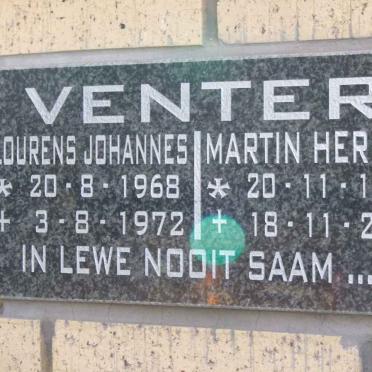 VENTER
LOURENS JOHANNES MARTIN HER
* 20 - 8 - 1968 * 20 - 11 - 1
+ 3 - 8 - 1972 + 18 - 11 - 2
IN LEWE NOOIT SAAM ...